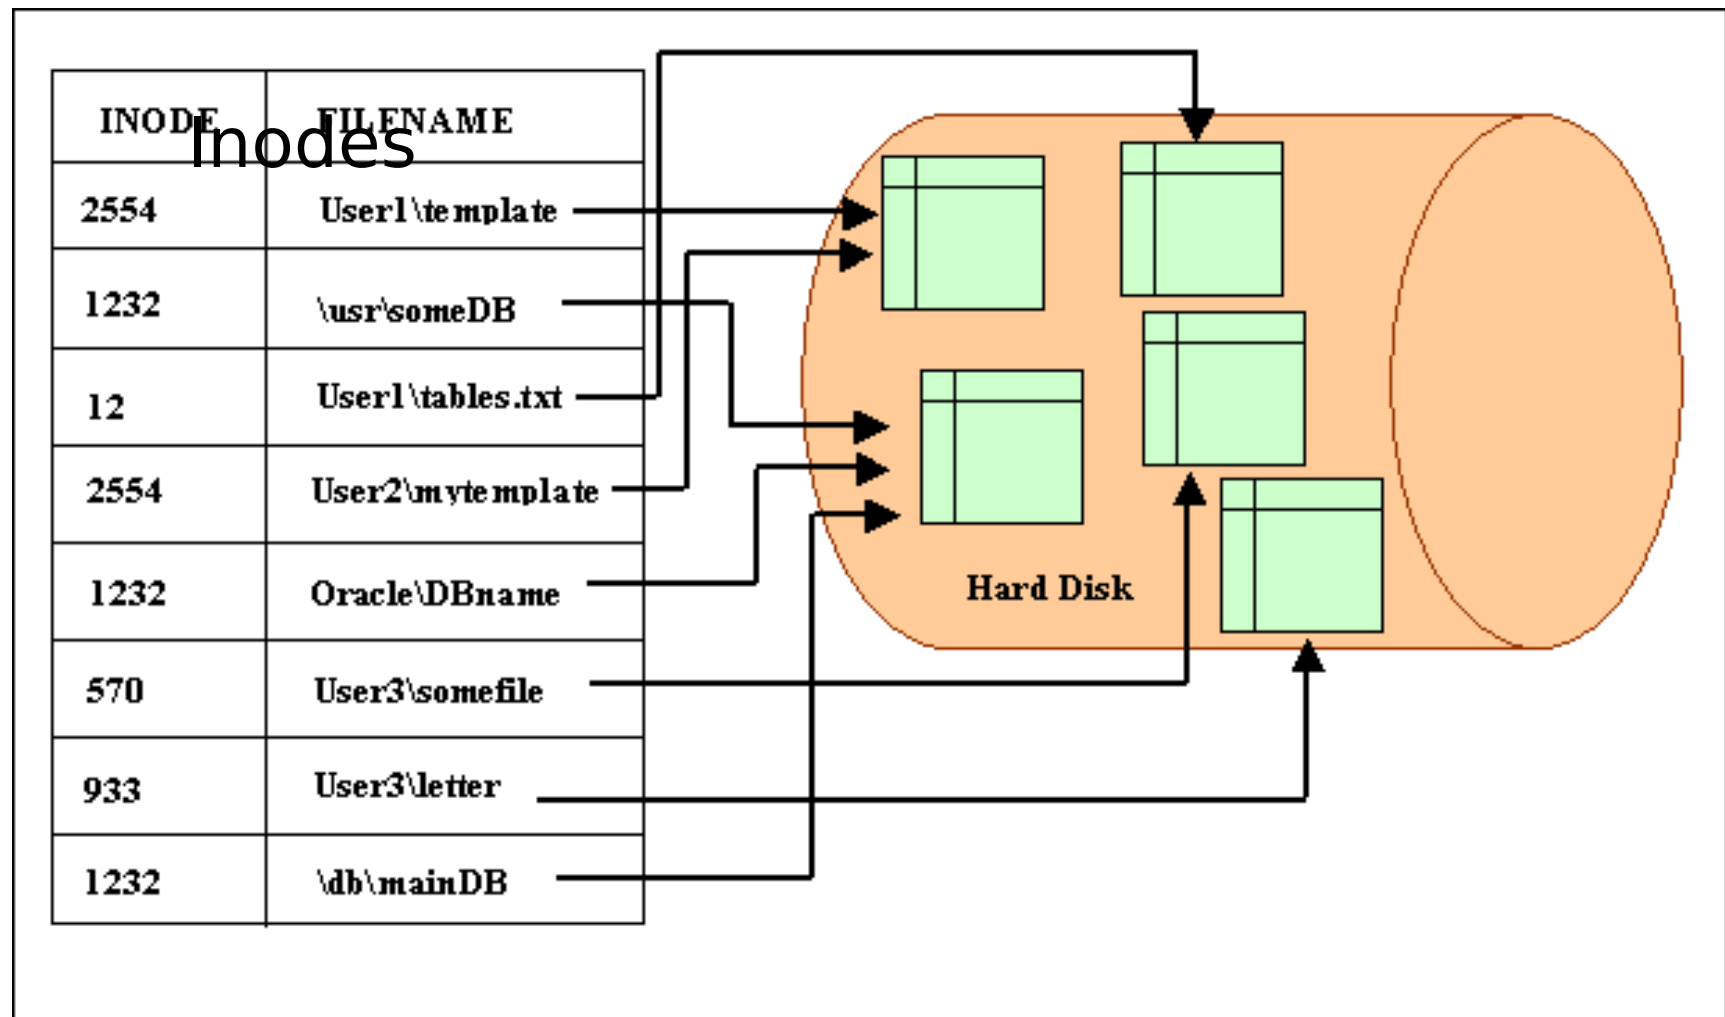 Inodes
INODE FILENAME
2554 User1\template
1232 \usr\someDB
12 User1\tables.txt
2554 User2\mytemplate
1232 Oracle\DBname
570 User3\somefile
933 User3\letter
1232 \db\mainDB
Hard Disk